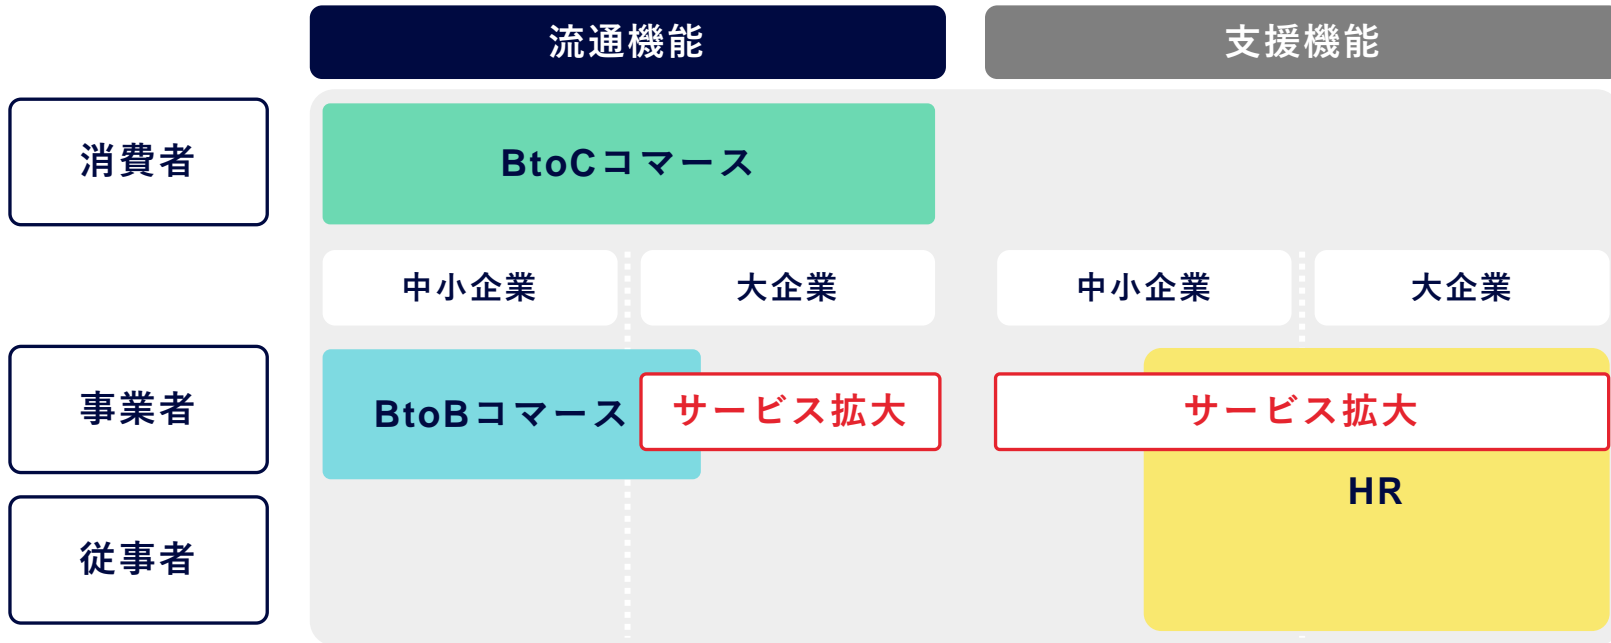 流通機能
支援機能
消費者
BtoCコマース
中小企業
大企業
中小企業
大企業
事業者
BtoBコマース
サービス拡大
サービス拡大
HR
従事者